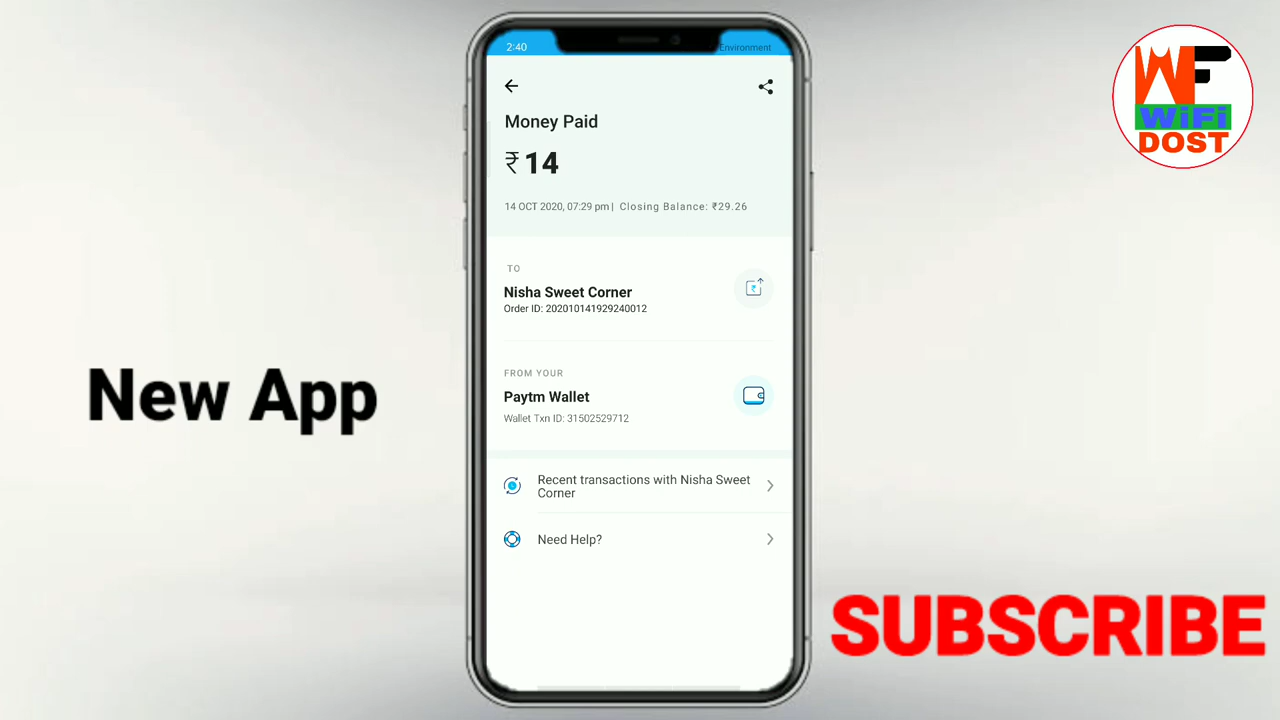 2:40
Environment
Money Paid
₹14
14 OCT 2020, 07:29 pm | Closing Balance: ₹29.26
TO
Nisha Sweet Corner
Order ID: 202010141929240012
FROM YOUR
Paytm Wallet
Wallet Txn ID: 31502529712
Recent transactions with Nisha Sweet
Corner
Need Help?
New App
WF
WiFi
DOST
SUBSCRIBE